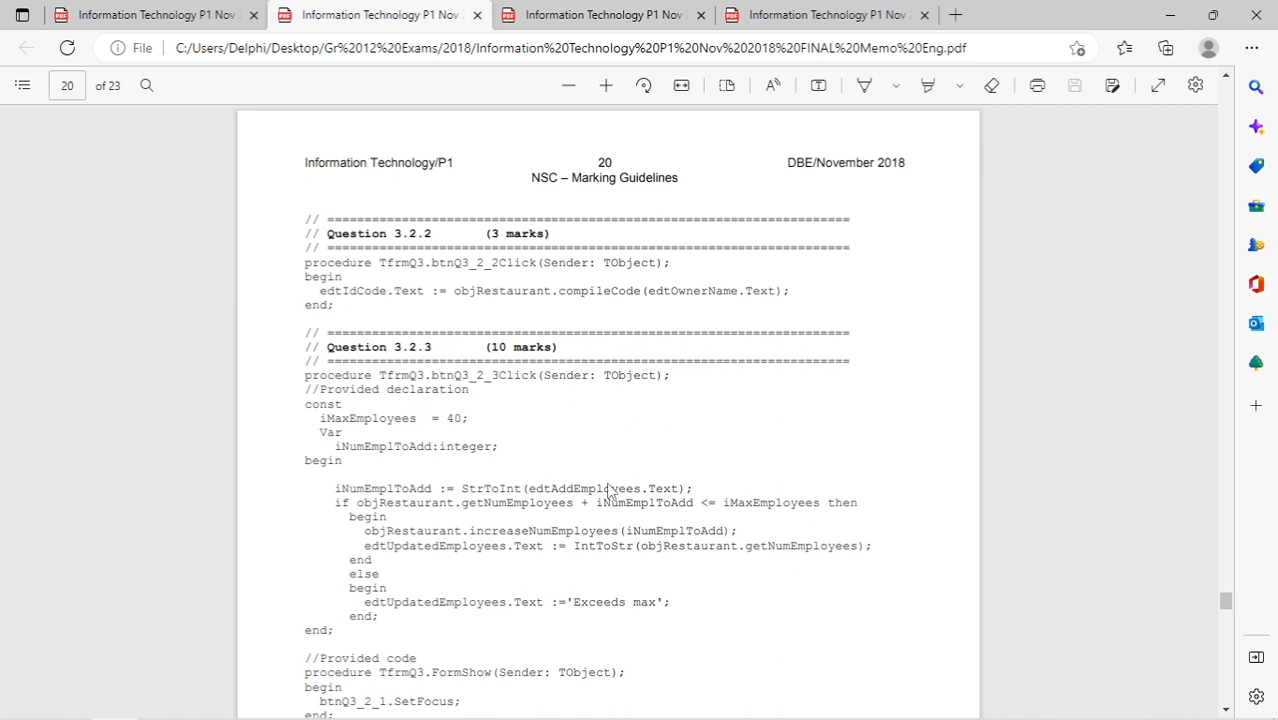 Information Technology P1 Nov 2
Information Technology P1 Nov 2
Information Technology P1 Nov 2
Information Technology P1 Nov 2
File
C:/Users/Delphi/Desktop/Gr%2012%20Exams/2018/Information%20Technology%20P1%20Nov%202018%20FINAL%20Memo%20Eng.pdf
20
of 23
Information Technology/P1
20
DBE/November 2018
NSC – Marking Guidelines
// ======================================================================
// Question 3.2.2 (3 marks)
// ======================================================================
procedure TfrmQ3.btnQ3_2_2Click(Sender: TObject);
begin
edtIdCode.Text := objRestaurant.compileCode(edtOwnerName.Text);
end;
// ======================================================================
// Question 3.2.3 (10 marks)
// ======================================================================
procedure TfrmQ3.btnQ3_2_3Click(Sender: TObject);
//Provided declaration
const
iMaxEmployees = 40;
Var
iNumEmplToAdd:integer;
begin
iNumEmplToAdd := StrToInt(edtAddEmployees.Text);
if objRestaurant.getNumEmployees + iNumEmplToAdd <= iMaxEmployees then
begin
objRestaurant.increaseNumEmployees(iNumEmplToAdd);
edtUpdatedEmployees.Text := IntToStr(objRestaurant.getNumEmployees);
end
else
begin
edtUpdatedEmployees.Text :='Exceeds max';
end;
end;
//Provided code
procedure TfrmQ3.FormShow(Sender: TObject);
begin
btnQ3_2_1.SetFocus;
end;